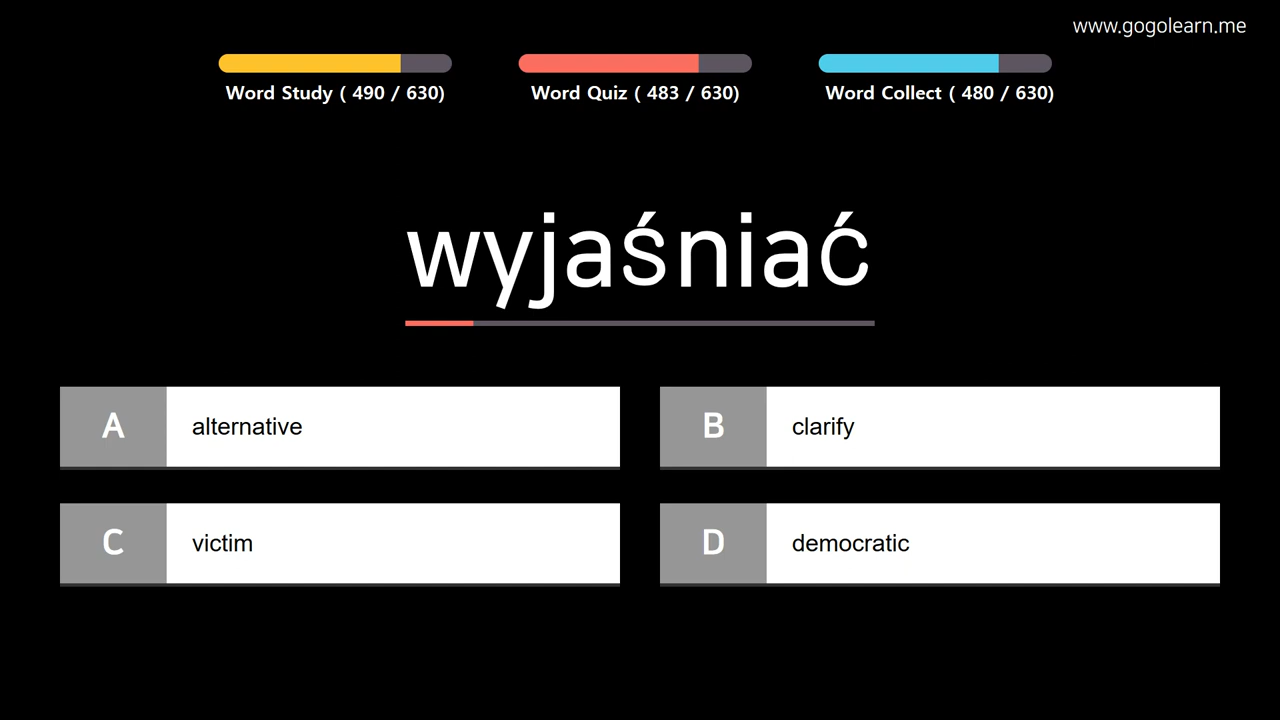 www.gogolearn.me
Word Study ( 490 / 630)
Word Quiz ( 483 / 630)
Word Collect ( 480 / 630)
wyjaśniać
A alternative
B clarify
C victim
D democratic